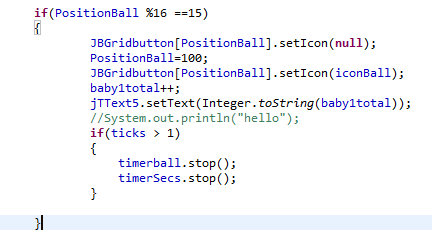 if(PositionBall %16 ==15)
{
JBGridbutton[PositionBall].setIcon(null);
PositionBall=100;
JBGridbutton[PositionBall].setIcon(iconBall);
baby1total++;
jTText5.setText(Integer.toString(baby1total));
//System.out.println("hello");
if(ticks > 1)
{
timerball.stop();
timerSecs.stop();
}
}